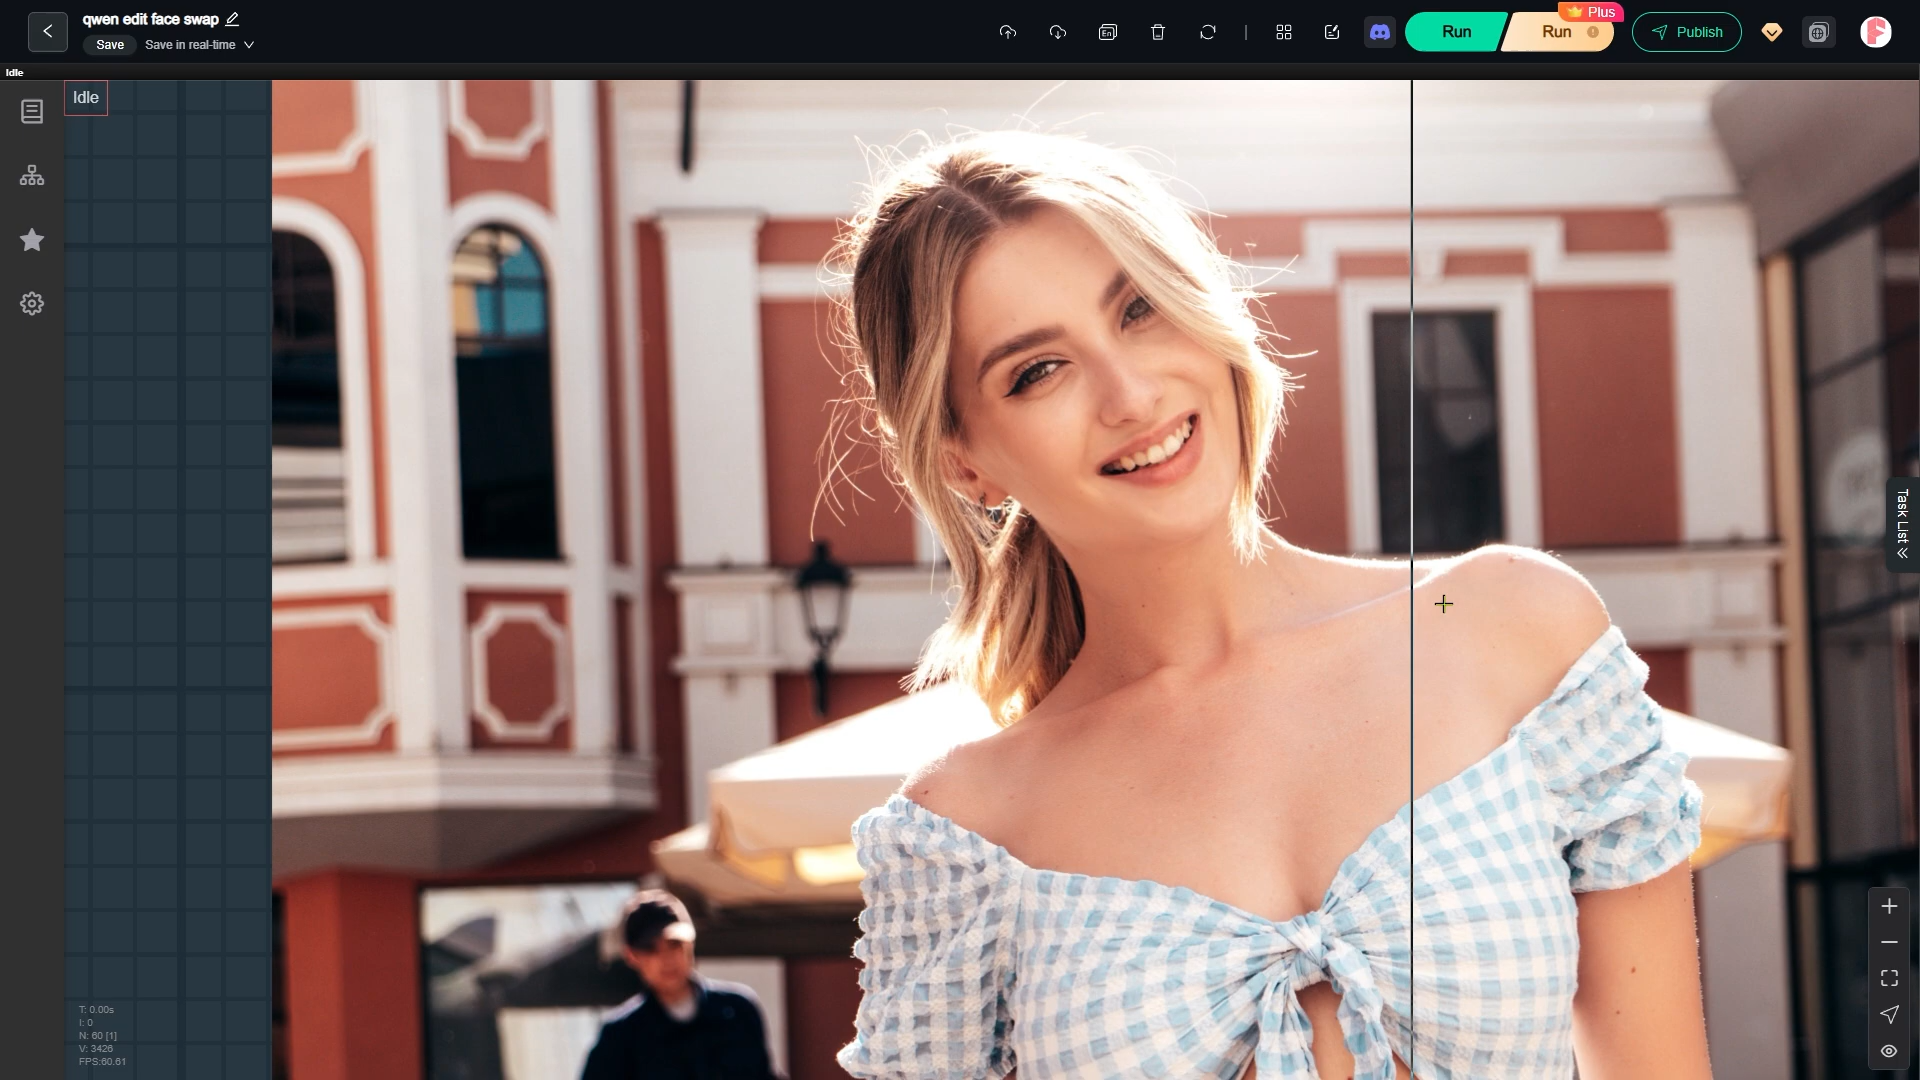 qwen edit face swap
Save
Save in real-time
En
Run
Run
Plus
Publish
Idle
Idle
Task List
T: 0.00s
I: 0
N: 60 [1]
V: 3426
FPS:60.61